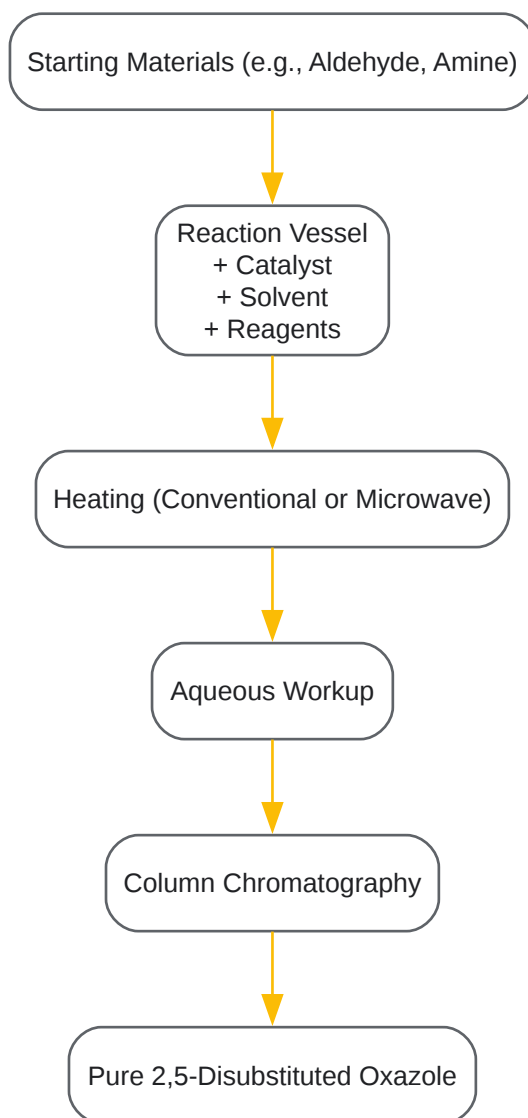 Starting Materials (e.g., Aldehyde, Amine)
Reaction Vessel
+ Catalyst
+ Solvent
+ Reagents
Heating (Conventional or Microwave)
Aqueous Workup
Column Chromatography
Pure 2,5-Disubstituted Oxazole